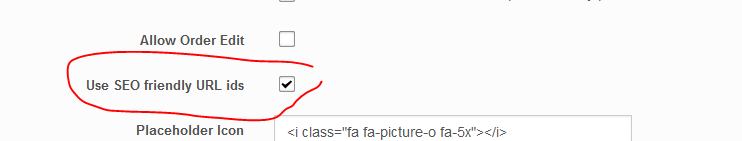 Allow Order Edit
Use SEO friendly URL ids
Placeholder Icon <i class="fa fa-picture-o fa-5x"></i>